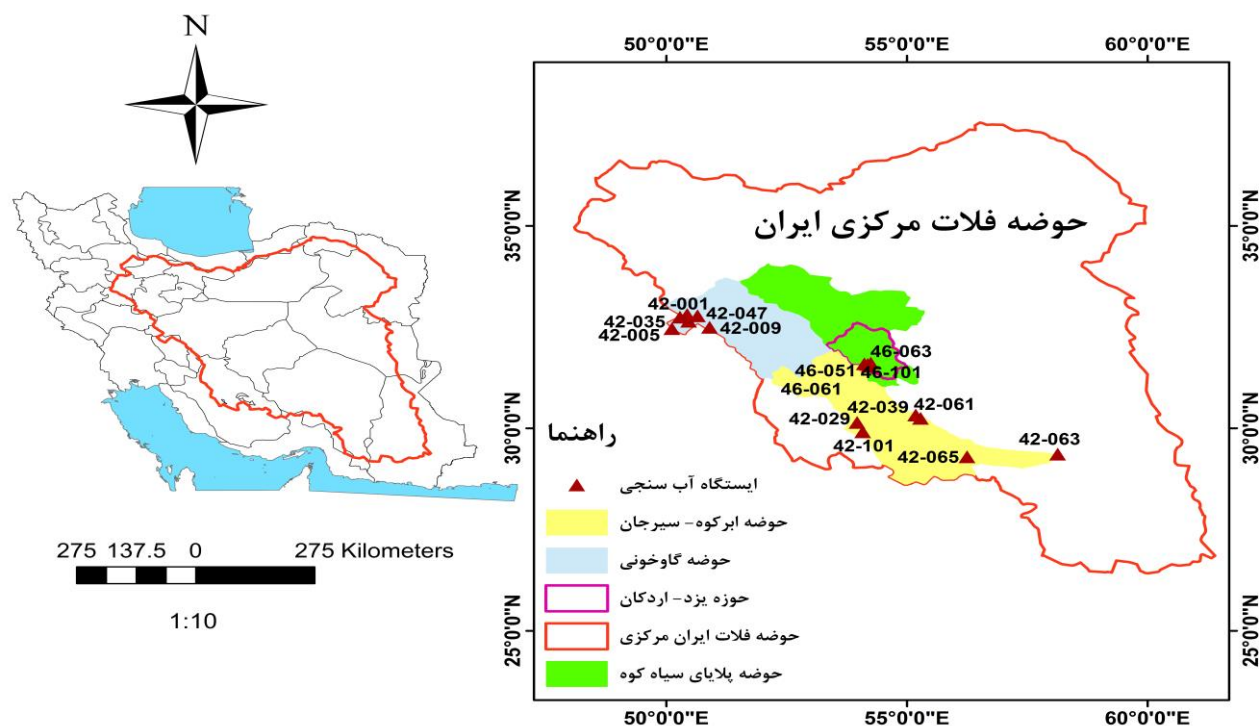 N
275 137.5 0 275 Kilometers
1:10
50°0'0"E 55°0'0"E 60°0'0"E
35°0'0"N
30°0'0"N
25°0'0"N
حوضه فلات مرکزی ایران
42-001
42-047
42-035
42-005
42-009
46-063
46-051
46-101
46-061
42-039
42-061
42-029
42-101
42-063
42-065
راهنما
ایستگاه آب سنجی
حوضه ابرکوه- سیرجان
حوضه گاوخونی
حوزه یزد- اردکان
حوضه فلات ایران مرکزی
حوضه پلایای سیاه کوه
50°0'0"E 55°0'0"E 60°0'0"E
35°0'0"N
30°0'0"N
25°0'0"N